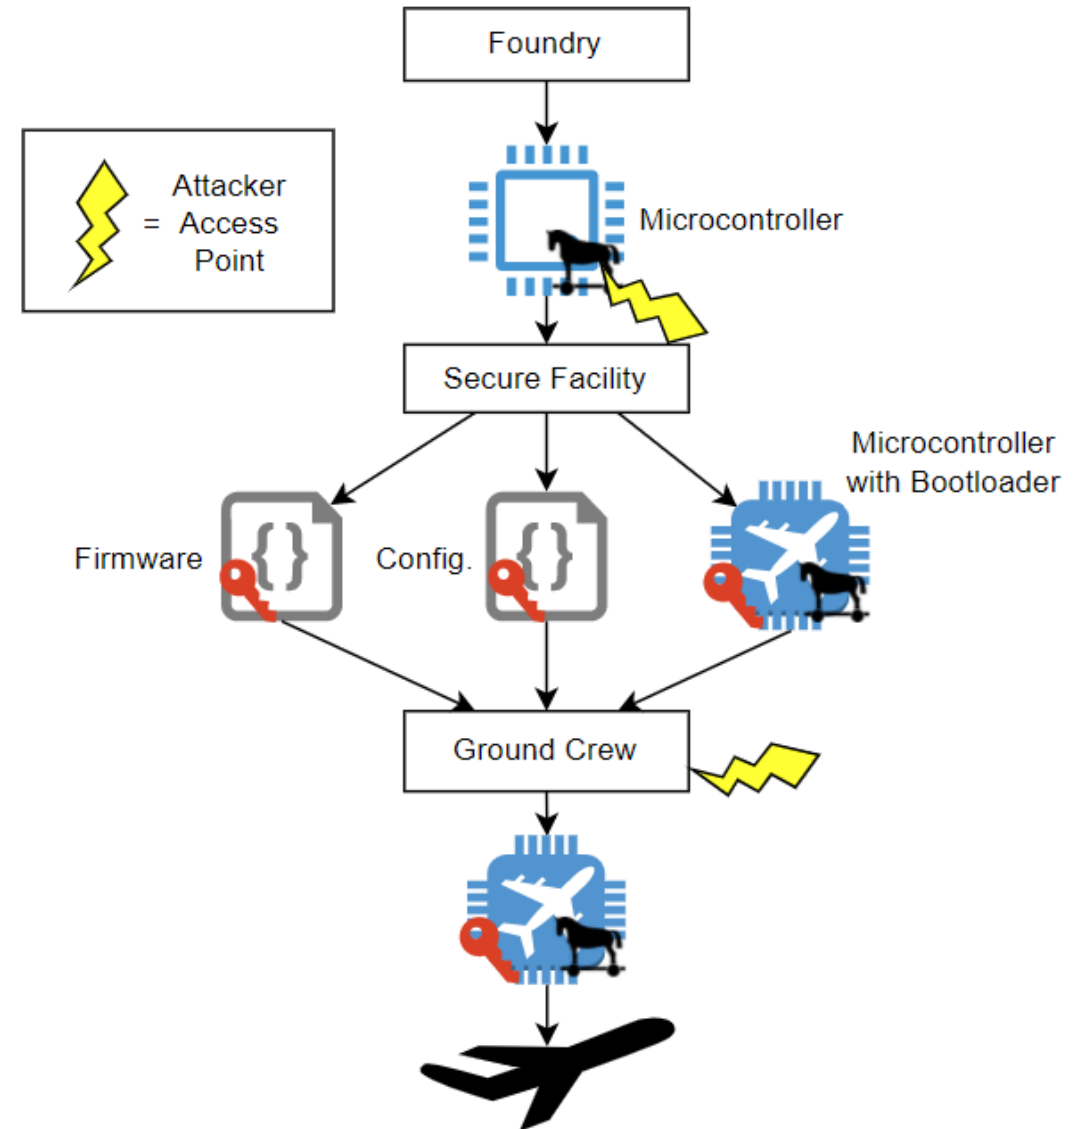 Foundry
Attacker
= Access
Point
Microcontroller
Secure Facility
Microcontroller
with Bootloader
{ }
{ }
Firmware
Config.
Ground Crew